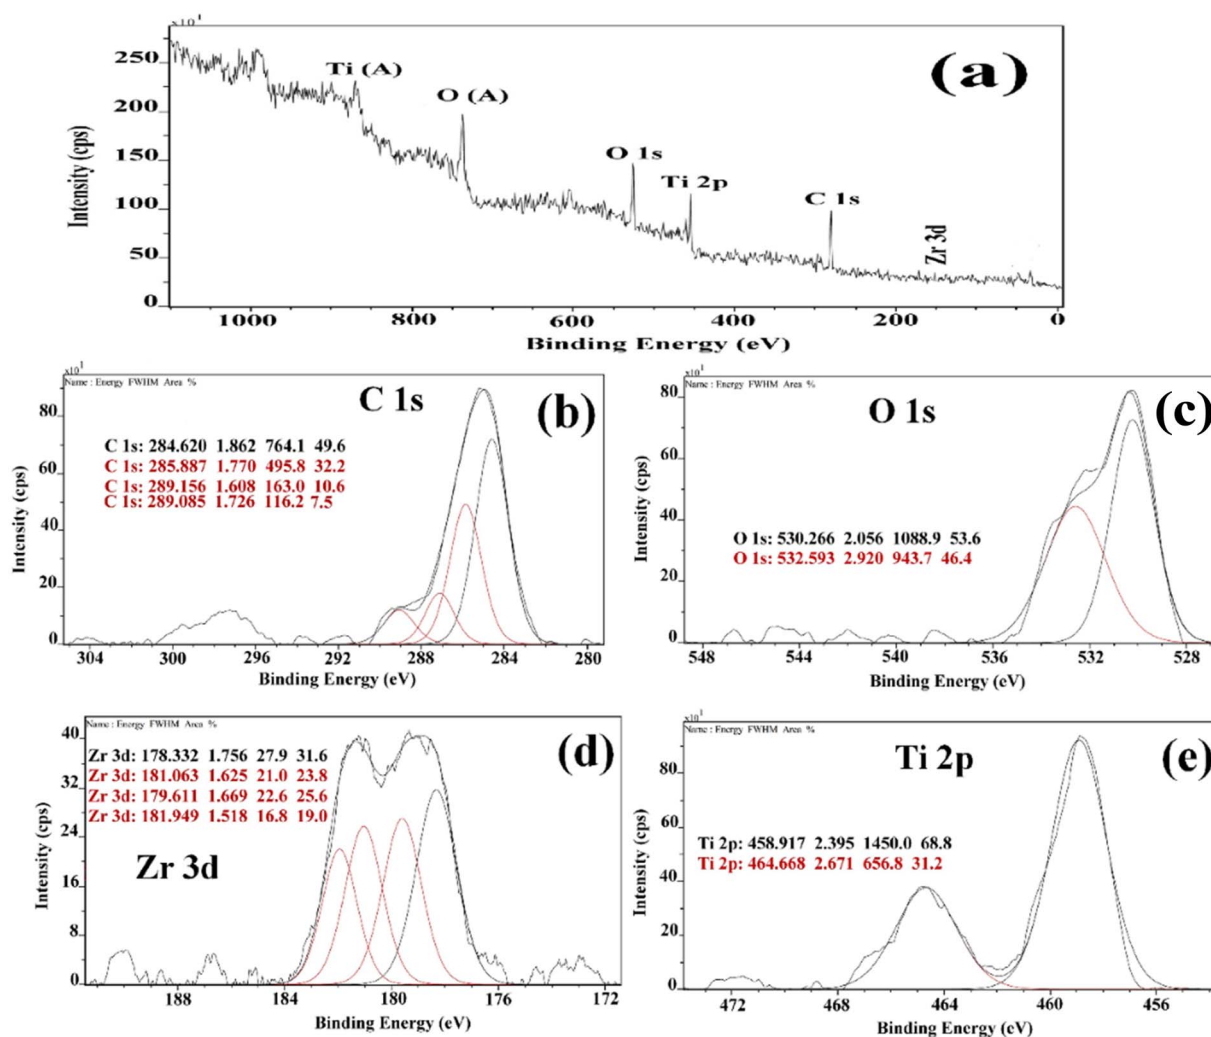 x10¹
(a)
250
200
150
100
50
0
Intensity (cps)
Ti (A)
O (A)
O 1s
Ti 2p
C 1s
Zr 3d
1000 800 600 400 200 0
Binding Energy (eV)
x10¹
Name : Energy FWHM Area %
C 1s
(b)
C 1s: 284.620 1.862 764.1 49.6
C 1s: 285.887 1.770 495.8 32.2
C 1s: 289.156 1.608 163.0 10.6
C 1s: 289.085 1.726 116.2 7.5
80
60
40
20
0
Intensity (cps)
304 300 296 292 288 284 280
Binding Energy (eV)
x10¹
Name : Energy FWHM Area %
O 1s
(c)
O 1s: 530.266 2.056 1088.9 53.6
O 1s: 532.593 2.920 943.7 46.4
80
60
40
20
0
Intensity (cps)
548 544 540 536 532 528
Binding Energy (eV)
Name : Energy FWHM Area %
(d)
Zr 3d: 178.332 1.756 27.9 31.6
Zr 3d: 181.063 1.625 21.0 23.8
Zr 3d: 179.611 1.669 22.6 25.6
Zr 3d: 181.949 1.518 16.8 19.0
Zr 3d
40
32
24
16
8
0
Intensity (cps)
188 184 180 176 172
Binding Energy (eV)
x10¹
Name : Energy FWHM Area %
Ti 2p
(e)
Ti 2p: 458.917 2.395 1450.0 68.8
Ti 2p: 464.668 2.671 656.8 31.2
80
60
40
20
0
Intensity (cps)
472 468 464 460 456
Binding Energy (eV)